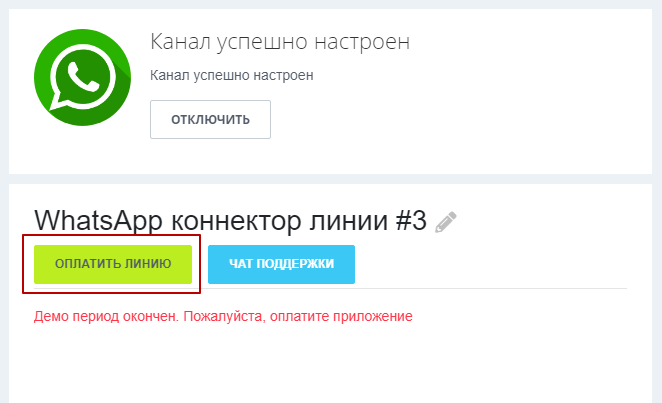 Канал успешно настроен
Канал успешно настроен
ОТКЛЮЧИТЬ
WhatsApp коннектор линии #3
ОПЛАТИТЬ ЛИНИЮ
ЧАТ ПОДДЕРЖКИ
Демо период окончен. Пожалуйста, оплатите приложение